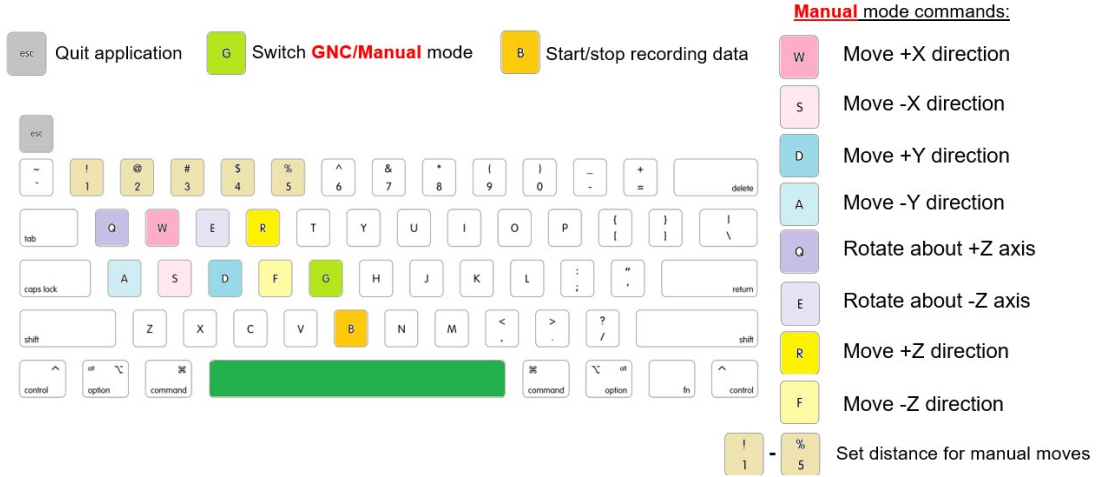 Manual mode commands:
esc Quit application G Switch GNC/Manual mode B Start/stop recording data
W Move +X direction
S Move -X direction
D Move +Y direction
A Move -Y direction
Q Rotate about +Z axis
E Rotate about -Z axis
R Move +Z direction
F Move -Z direction
! 1 - % 5 Set distance for manual moves
esc
~ ! @ # $ % ^ & * ( ) _ +
` 1 2 3 4 5 6 7 8 9 0 - = delete
tab Q W E R T Y U I O P { [ } ] | \
caps lock A S D F G H J K L : ; " ' return
shift Z X C V B N M < , > . ? / shift
^ alt ⌥ ⌘ ⌘ ⌥ alt ^
control option command command option fn control